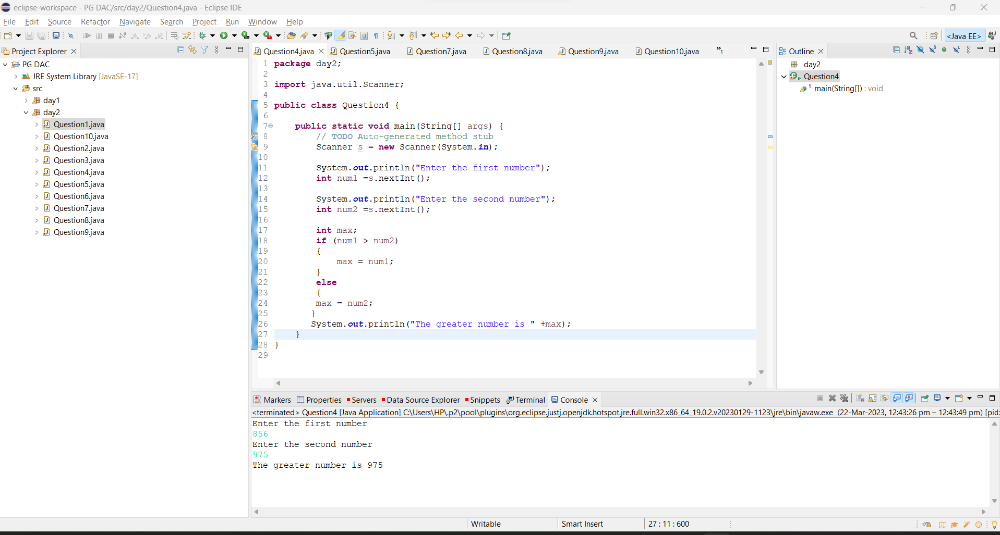 eclipse-workspace - PG DAC/src/day2/Question4.java - Eclipse IDE
File Edit Source Refactor Navigate Search Project Run Window Help
<Java EE>
Project Explorer
PG DAC
JRE System Library [JavaSE-17]
src
day1
day2
Question1.java
Question10.java
Question2.java
Question3.java
Question4.java
Question5.java
Question6.java
Question7.java
Question8.java
Question9.java
Question4.java Question5.java Question7.java Question8.java Question9.java Question10.java »1
1 package day2;
2
3 import java.util.Scanner;
4
5 public class Question4 {
6
7 public static void main(String[] args) {
8 // TODO Auto-generated method stub
9 Scanner s = new Scanner(System.in);
10
11 System.out.println("Enter the first number");
12 int num1 =s.nextInt();
13
14 System.out.println("Enter the second number");
15 int num2 =s.nextInt();
16
17 int max;
18 if (num1 > num2)
19 {
20 max = num1;
21 }
22 else
23 {
24 max = num2;
25 }
26 System.out.println("The greater number is " +max);
27 }
28 }
29
Outline
day2
Question4
main(String[]) : void
Markers Properties Servers Data Source Explorer Snippets Terminal Console
<terminated> Question4 [Java Application] C:\Users\HP\.p2\pool\plugins\org.eclipse.justj.openjdk.hotspot.jre.full.win32.x86_64_19.0.2.v20230129-1123\jre\bin\javaw.exe (22-Mar-2023, 12:43:26 pm – 12:43:49 pm) [pid:
Enter the first number
856
Enter the second number
975
The greater number is 975
Writable Smart Insert 27 : 11 : 600